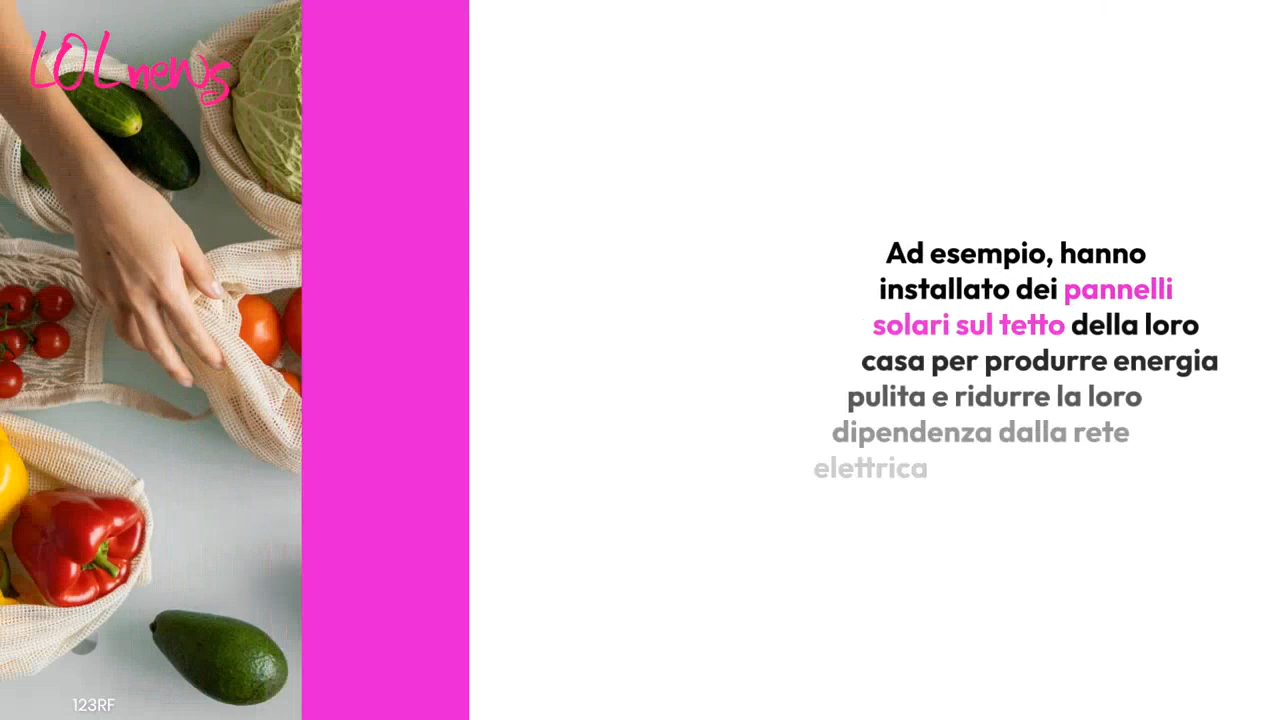 LOL news
Ad esempio, hanno
installato dei pannelli
solari sul tetto della loro
casa per produrre energia
pulita e ridurre la loro
dipendenza dalla rete
elettrica
123RF